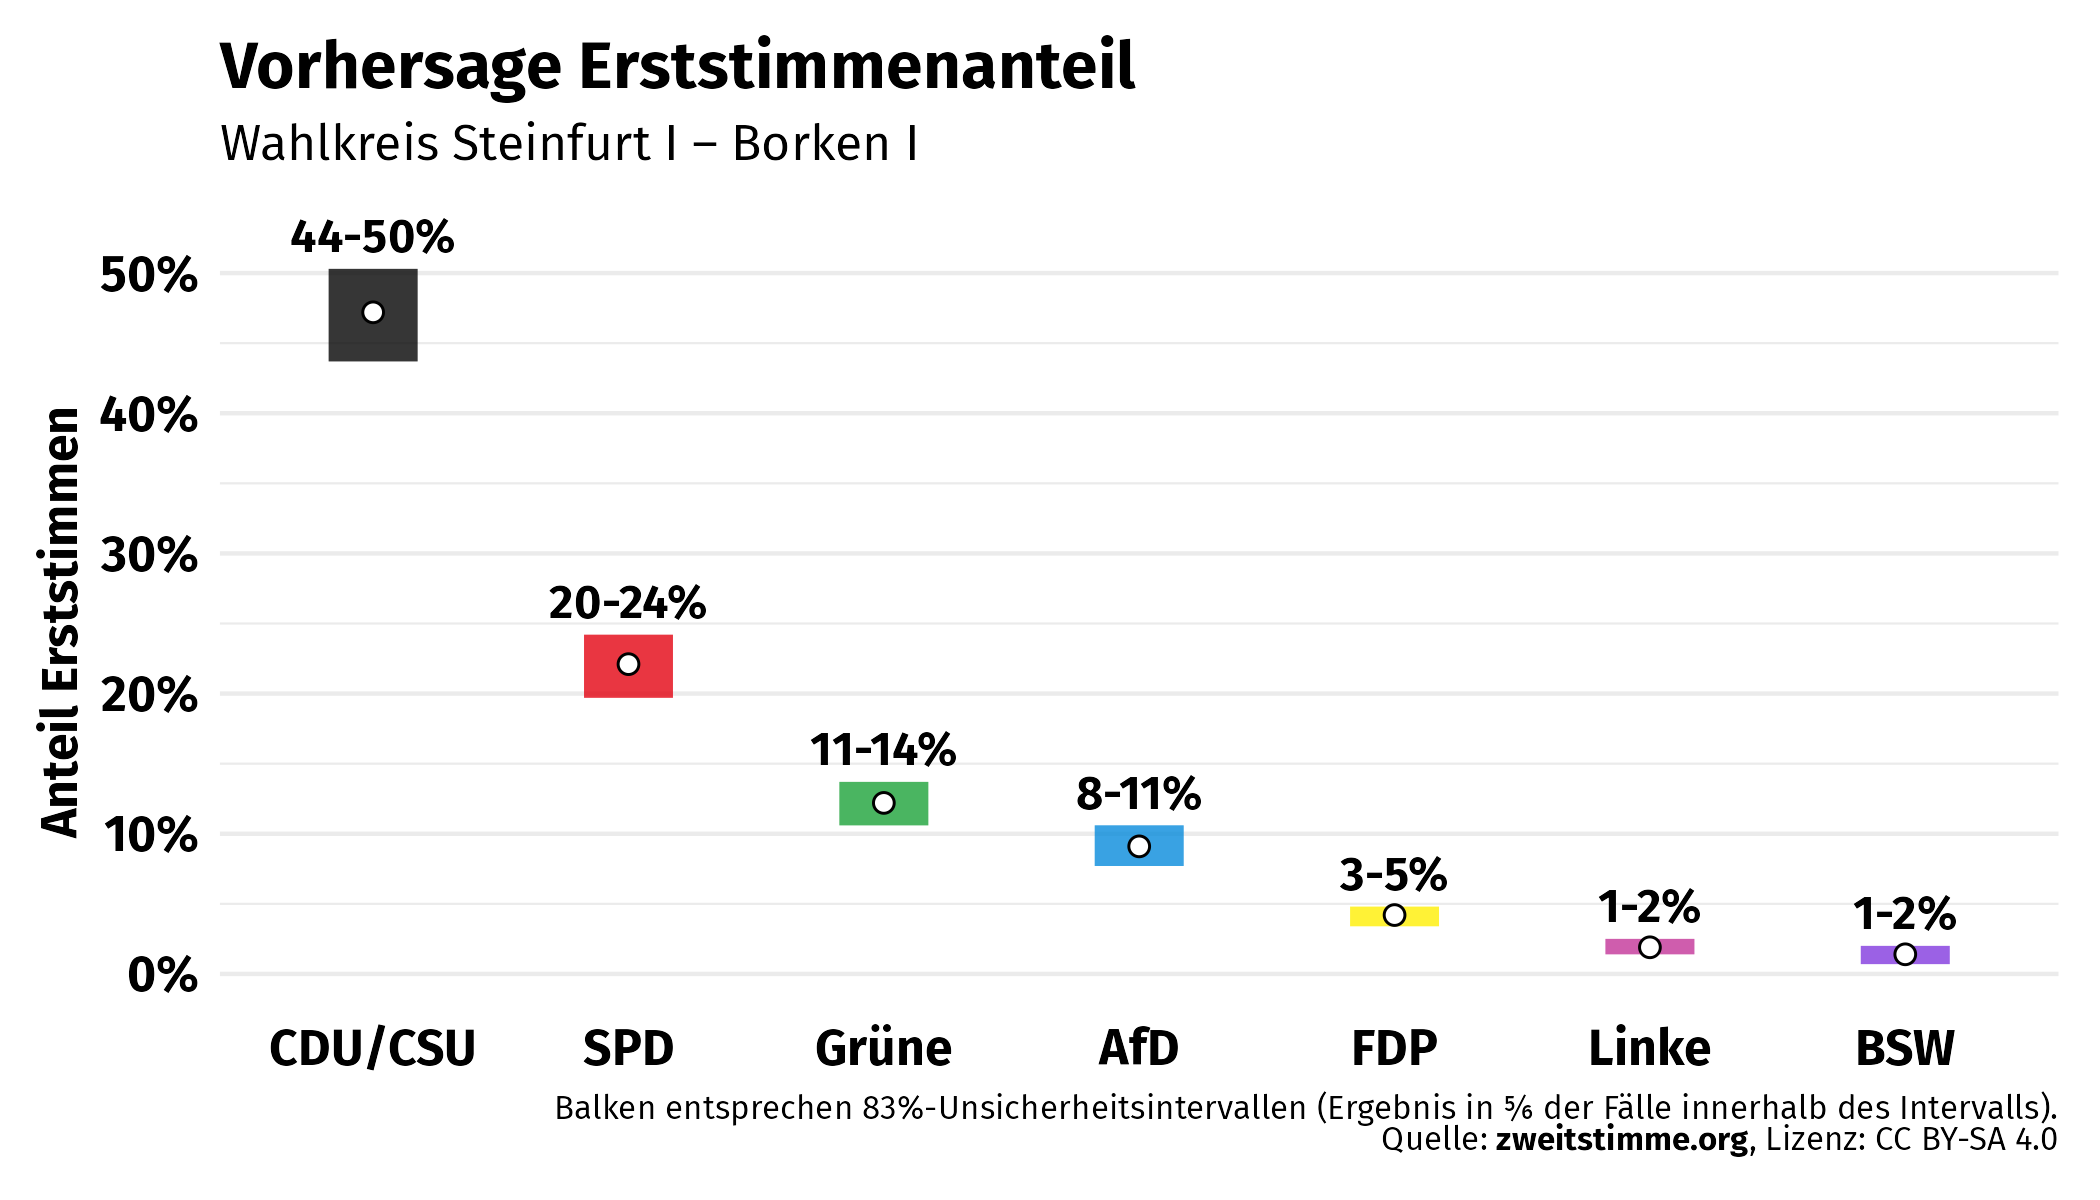 Vorhersage Erststimmenanteil
Wahlkreis Steinfurt I – Borken I
Anteil Erststimmen
50%
40%
30%
20%
10%
0%
44-50%
20-24%
11-14%
8-11%
3-5%
1-2%
1-2%
CDU/CSU
SPD
Grüne
AfD
FDP
Linke
BSW
Balken entsprechen 83%-Unsicherheitsintervallen (Ergebnis in ⅚ der Fälle innerhalb des Intervalls).
Quelle: zweitstimme.org, Lizenz: CC BY-SA 4.0